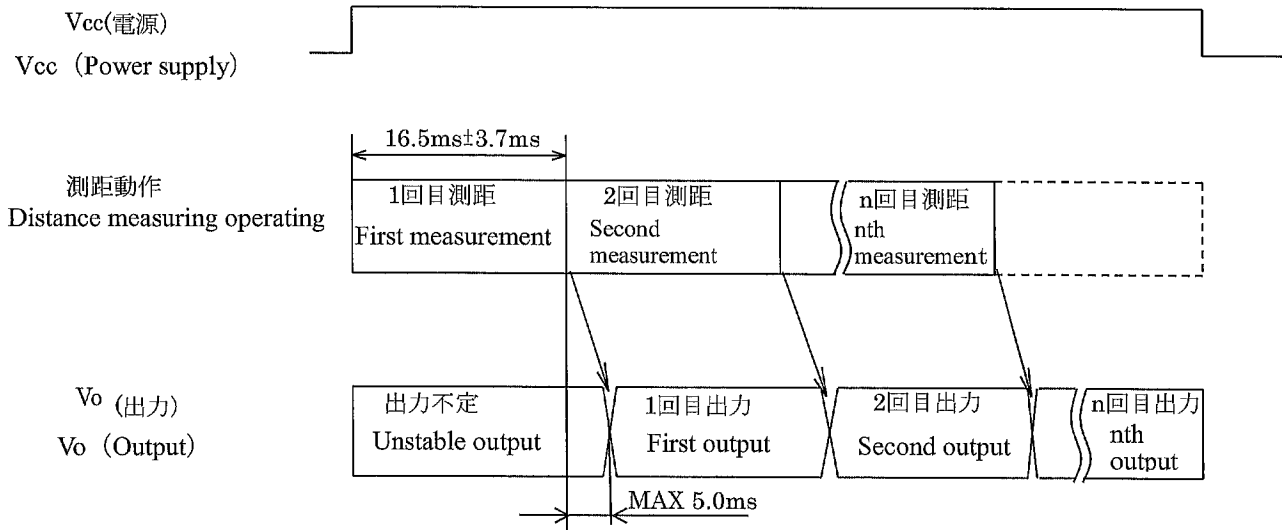 Vcc(電源)
Vcc (Power supply)
16.5ms±3.7ms
測距動作
Distance measuring operating
1回目測距
First measurement
2回目測距
Second
measurement
n回目測距
nth
measurement
Vo (出力)
Vo (Output)
出力不定
Unstable output
1回目出力
First output
2回目出力
Second output
n回目出力
nth
output
MAX 5.0ms